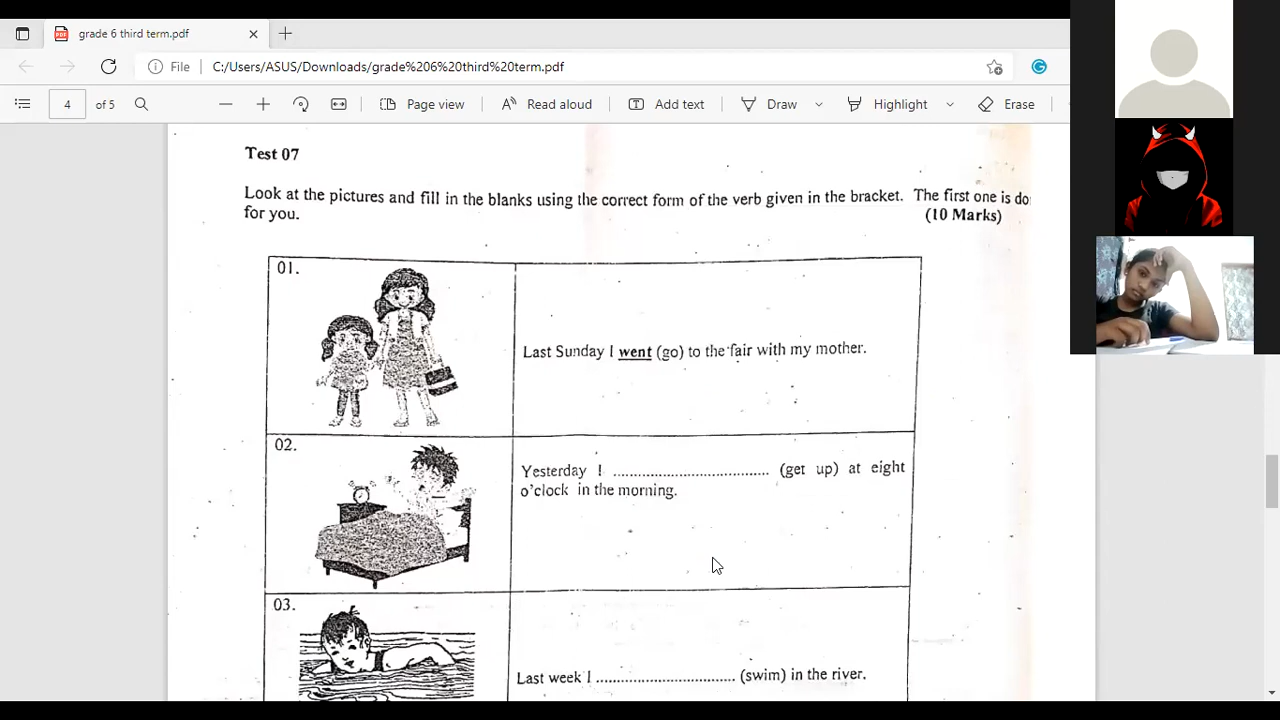 grade 6 third term.pdf
File C:/Users/ASUS/Downloads/grade%206%20third%20term.pdf
4 of 5 Page view Read aloud Add text Draw Highlight Erase
Test 07
Look at the pictures and fill in the blanks using the correct form of the verb given in the bracket. The first one is do
for you. (10 Marks)
01.
Last Sunday I went (go) to the fair with my mother.
02.
Yesterday I ....................................... (get up) at eight
o'clock in the morning.
03.
Last week I ................................... (swim) in the river.